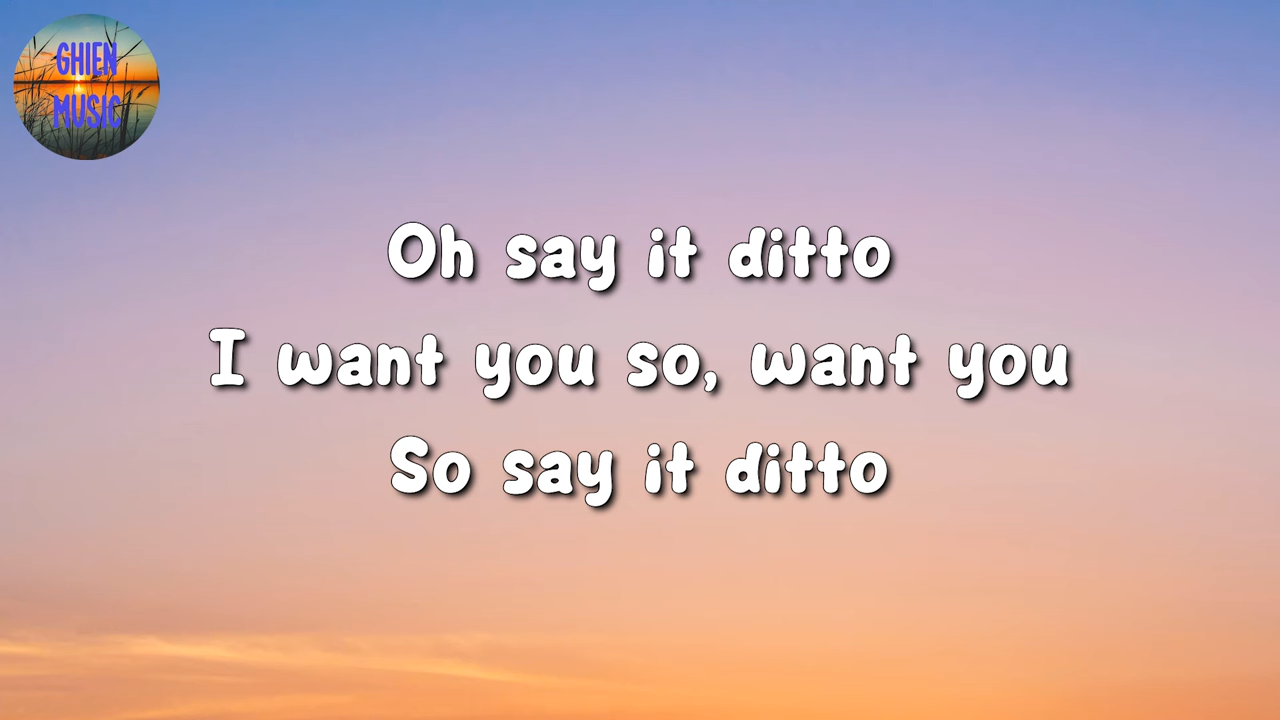 GHIEN
MUSIC
Oh say it ditto
I want you so, want you
So say it ditto